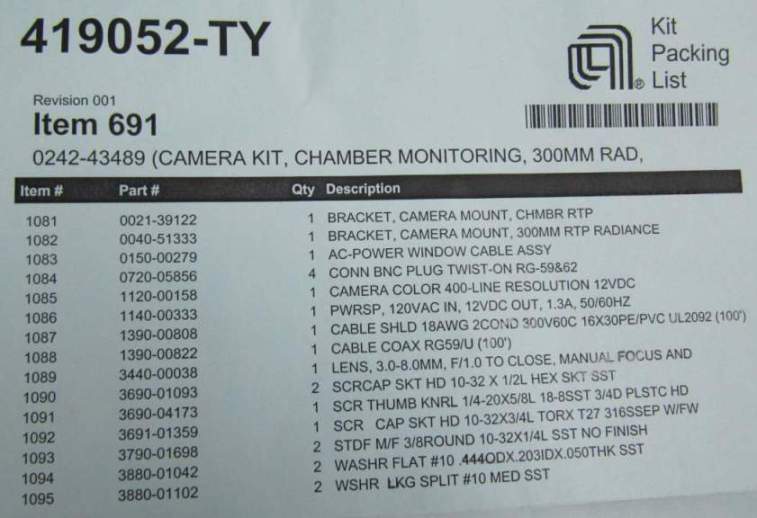 419052-TY
Kit
Packing
List
®
Revision 001
Item 691
0242-43489 (CAMERA KIT, CHAMBER MONITORING, 300MM RAD,
Item # Part # Qty Description
1081 0021-39122 1 BRACKET, CAMERA MOUNT, CHMBR RTP
1082 0040-51333 1 BRACKET, CAMERA MOUNT, 300MM RTP RADIANCE
1083 0150-00279 1 AC-POWER WINDOW CABLE ASSY
1084 0720-05856 4 CONN BNC PLUG TWIST-ON RG-59&62
1085 1120-00158 1 CAMERA COLOR 400-LINE RESOLUTION 12VDC
1086 1140-00333 1 PWRSP, 120VAC IN, 12VDC OUT, 1.3A, 50/60HZ
1087 1390-00808 1 CABLE SHLD 18AWG 2COND 300V60C 16X30PE/PVC UL2092 (100')
1088 1390-00822 1 CABLE COAX RG59/U (100')
1089 3440-00038 1 LENS, 3.0-8.0MM, F/1.0 TO CLOSE, MANUAL FOCUS AND
1090 3690-01093 2 SCRCAP SKT HD 10-32 X 1/2L HEX SKT SST
1091 3690-04173 1 SCR THUMB KNRL 1/4-20X5/8L 18-8SST 3/4D PLSTC HD
1092 3691-01359 1 SCR CAP SKT HD 10-32X3/4L TORX T27 316SSEP W/FW
1093 3790-01698 2 STDF M/F 3/8ROUND 10-32X1/4L SST NO FINISH
1094 3880-01042 2 WASHR FLAT #10 .444ODX.203IDX.050THK SST
1095 3880-01102 2 WSHR LKG SPLIT #10 MED SST